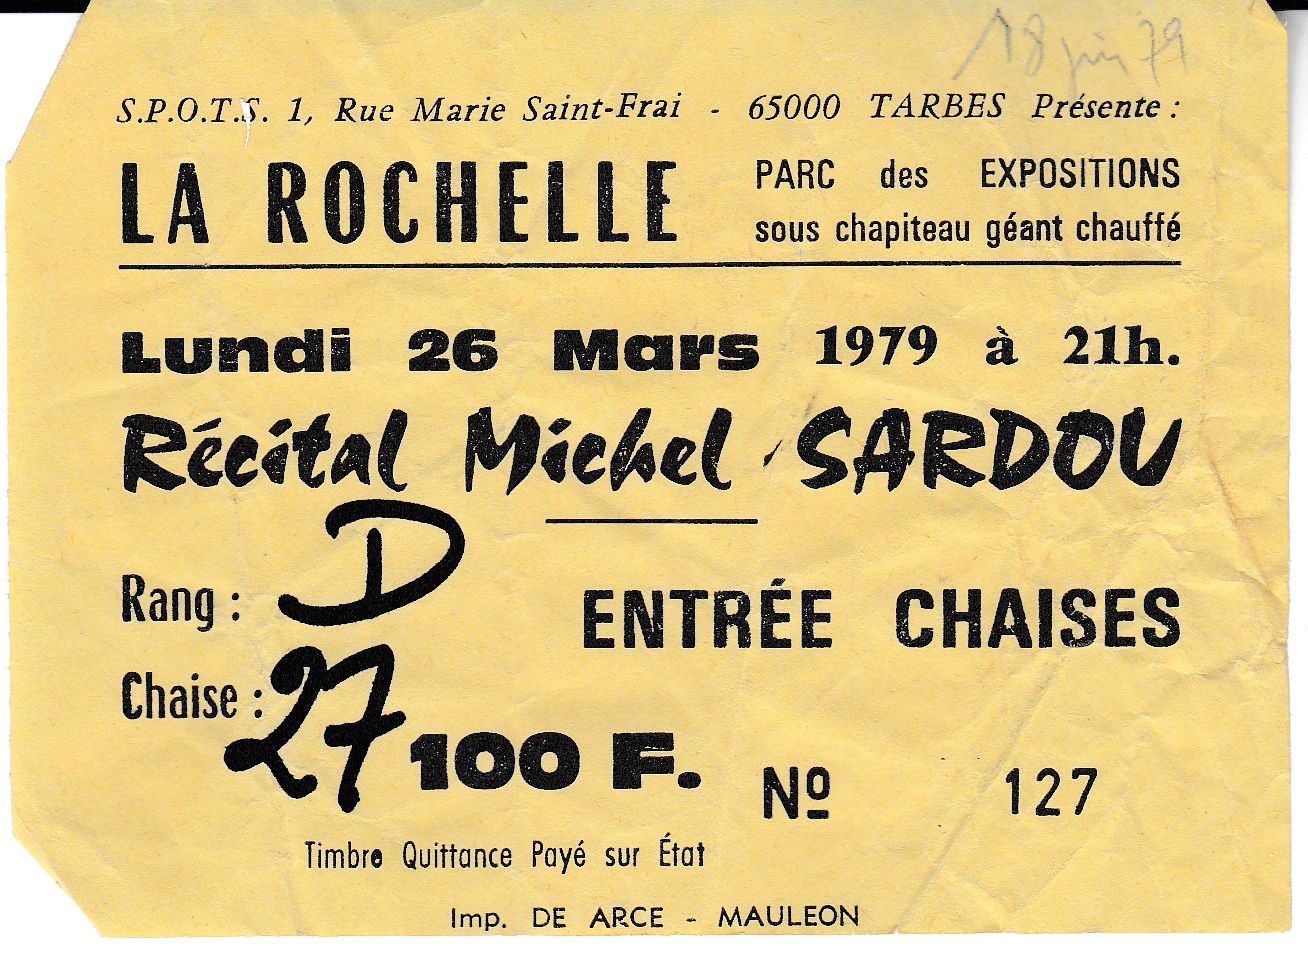 18 juin 79
S.P.O.T.S. 1, Rue Marie Saint-Frai - 65000 TARBES Présente :
LA ROCHELLE PARC des EXPOSITIONS
sous chapiteau géant chauffé
Lundi 26 Mars 1979 à 21h.
Récital Michel SARDOU
Rang : D ENTRÉE CHAISES
Chaise : 27
100 F. Nº 127
Timbre Quittance Payé sur État
Imp. DE ARCE - MAULEON